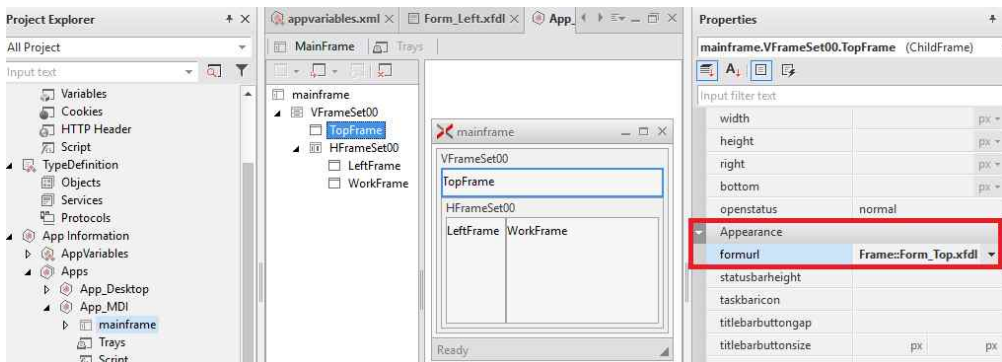 Project Explorer
All Project
Input text
Variables
Cookies
HTTP Header
Script
TypeDefinition
Objects
Services
Protocols
App Information
AppVariables
Apps
App_Desktop
App_MDI
mainframe
Trays
Script
appvariables.xml
Form_Left.xfdl
App_
MainFrame
Trays
mainframe
VFrameSet00
TopFrame
HFrameSet00
LeftFrame
WorkFrame
mainframe
VFrameSet00
TopFrame
HFrameSet00
LeftFrame WorkFrame
Ready
Properties
mainframe.VFrameSet00.TopFrame (ChildFrame)
Input filter text
width px
height px
right px
bottom px
openstatus normal
Appearance
formurl Frame::Form_Top.xfdl
statusbarheight
taskbaricon
titlebarbuttongap
titlebarbuttonsize px px